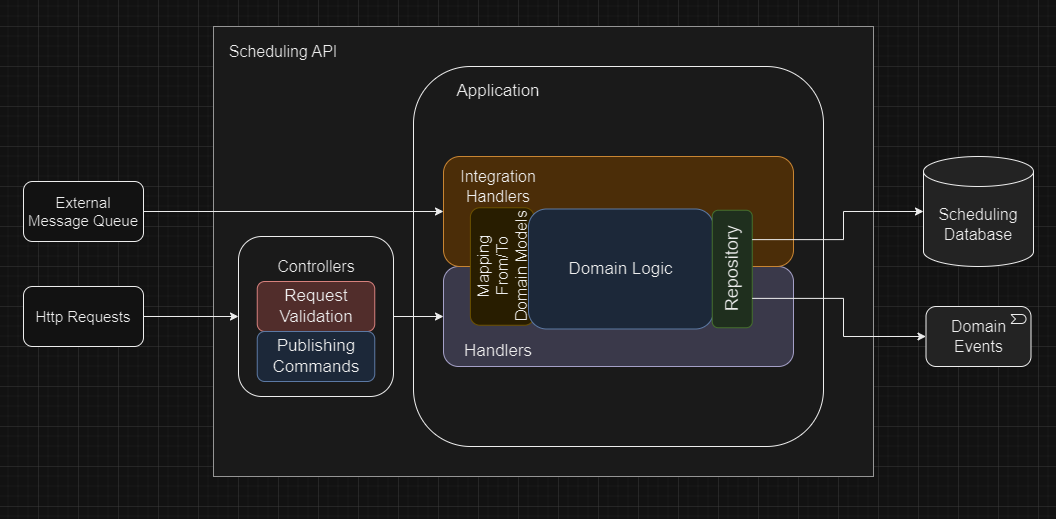 Scheduling API
Application
External
Message Queue
Http Requests
Controllers
Request
Validation
Publishing
Commands
Integration
Handlers
Mapping
From/To
Domain Models
Domain Logic
Repository
Handlers
Scheduling
Database
Domain
Events